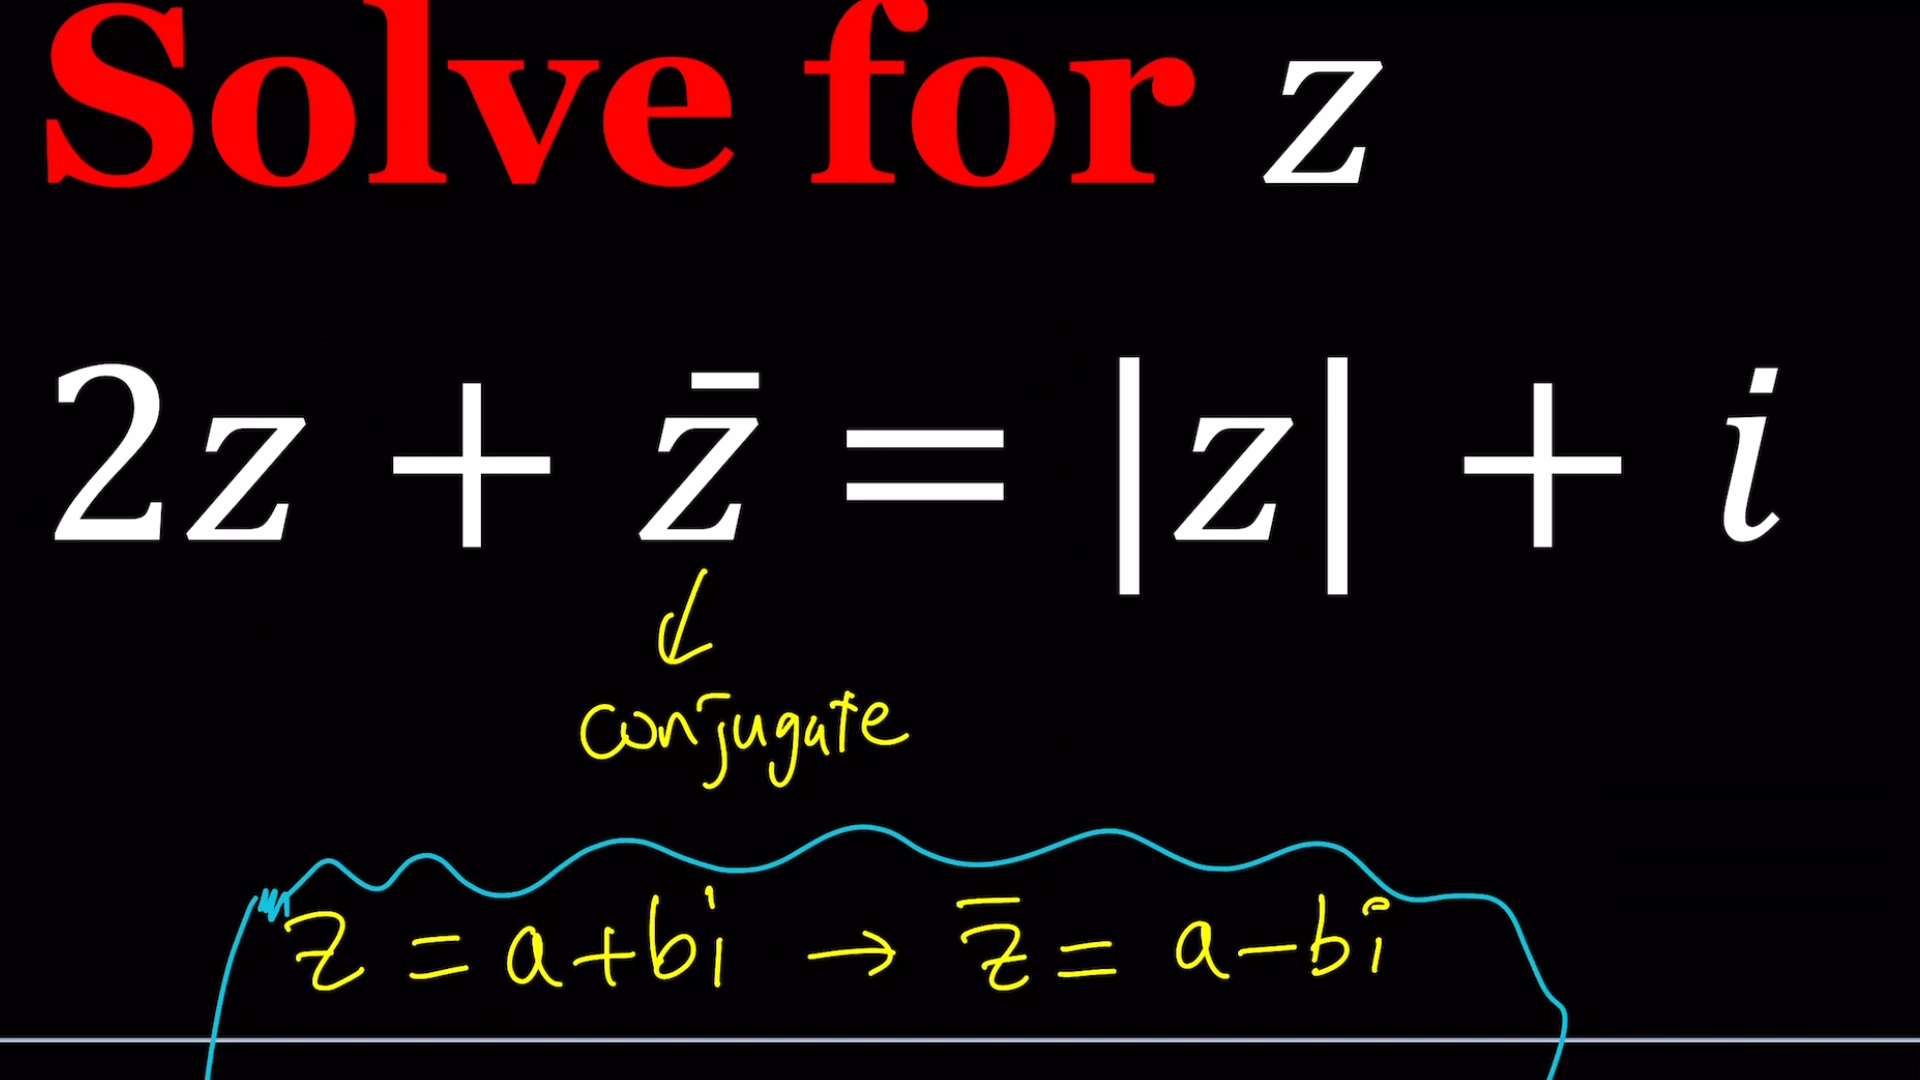 Solve for z
2z + z̄ = |z| + i
conjugate
z = a+bi → z̄ = a-bi